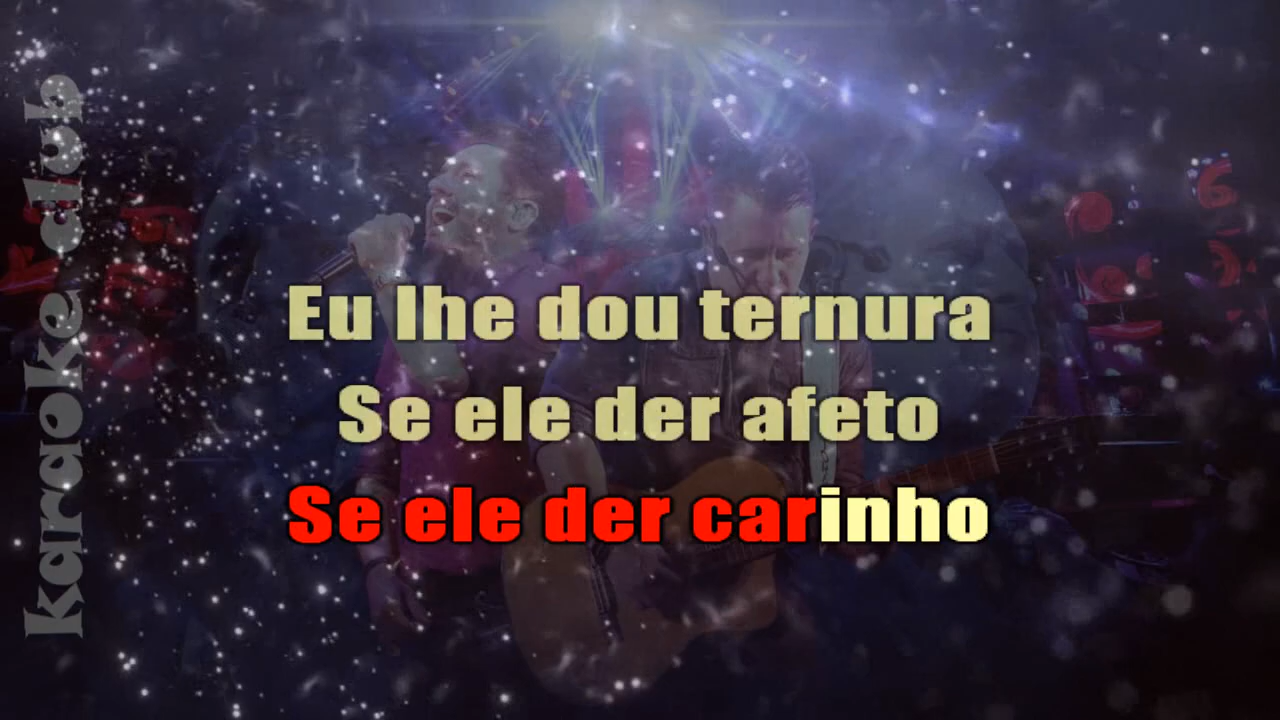 karaoke club
Eu lhe dou ternura
Se ele der afeto
Se ele der carinho